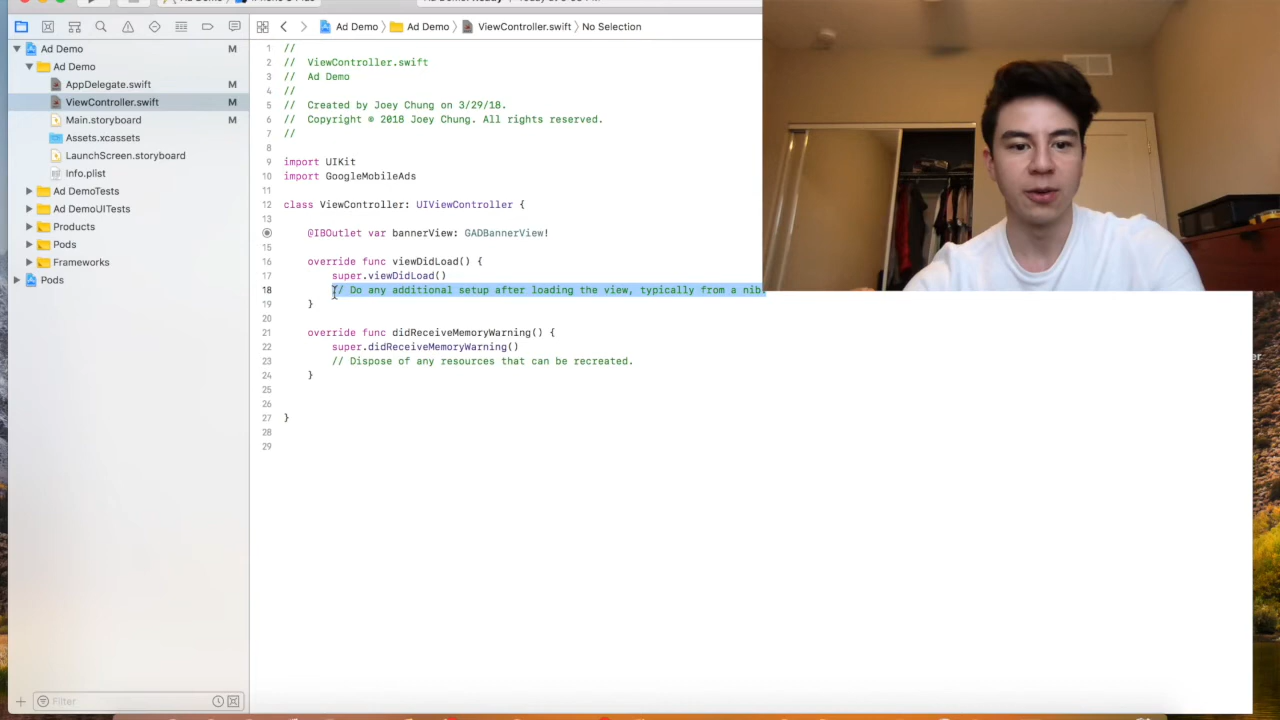 Ad Demo 〉 Ad Demo 〉 ViewController.swift 〉 No Selection
Ad Demo M
Ad Demo
AppDelegate.swift M
ViewController.swift M
Main.storyboard M
Assets.xcassets
LaunchScreen.storyboard
Info.plist
Ad DemoTests
Ad DemoUITests
Products
Pods
Frameworks
Pods
Filter
1 //
2 //  ViewController.swift
3 //  Ad Demo
4 //
5 //  Created by Joey Chung on 3/29/18.
6 //  Copyright © 2018 Joey Chung. All rights reserved.
7 //
8
9 import UIKit
10 import GoogleMobileAds
11
12 class ViewController: UIViewController {
13
@IBOutlet var bannerView: GADBannerView!
15
16 override func viewDidLoad() {
17 super.viewDidLoad()
18 // Do any additional setup after loading the view, typically from a nib.
19 }
20
21 override func didReceiveMemoryWarning() {
22 super.didReceiveMemoryWarning()
23 // Dispose of any resources that can be recreated.
24 }
25
26
27 }
28
29